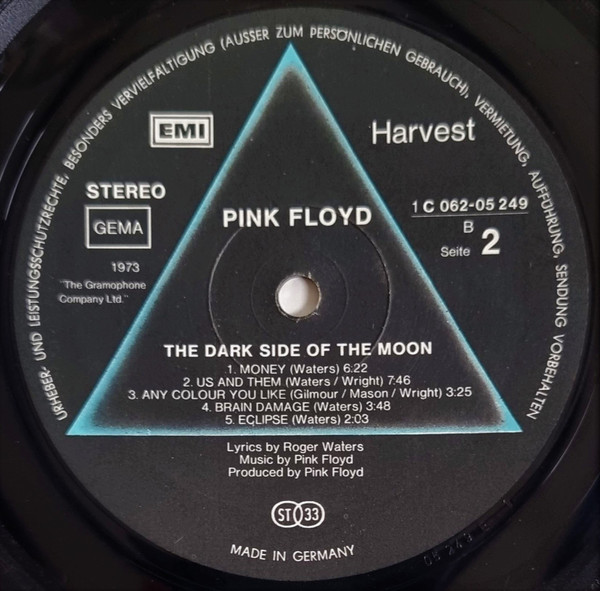 URHEBER- UND LEISTUNGSSCHUTZRECHTE, BESONDERS VERVIELFÄLTIGUNG (AUSSER ZUM PERSÖNLICHEN GEBRAUCH), VERMIETUNG, AUFFÜHRUNG, SENDUNG VORBEHALTEN
EMI
Harvest
STEREO
GEMA
1973
"The Gramophone
Company Ltd."
PINK FLOYD
1 C 062-05 249
B
Seite 2
THE DARK SIDE OF THE MOON
1. MONEY (Waters) 6:22
2. US AND THEM (Waters / Wright) 7:46
3. ANY COLOUR YOU LIKE (Gilmour / Mason / Wright) 3:25
4. BRAIN DAMAGE (Waters) 3:48
5. ECLIPSE (Waters) 2:03
Lyrics by Roger Waters
Music by Pink Floyd
Produced by Pink Floyd
ST 33
MADE IN GERMANY